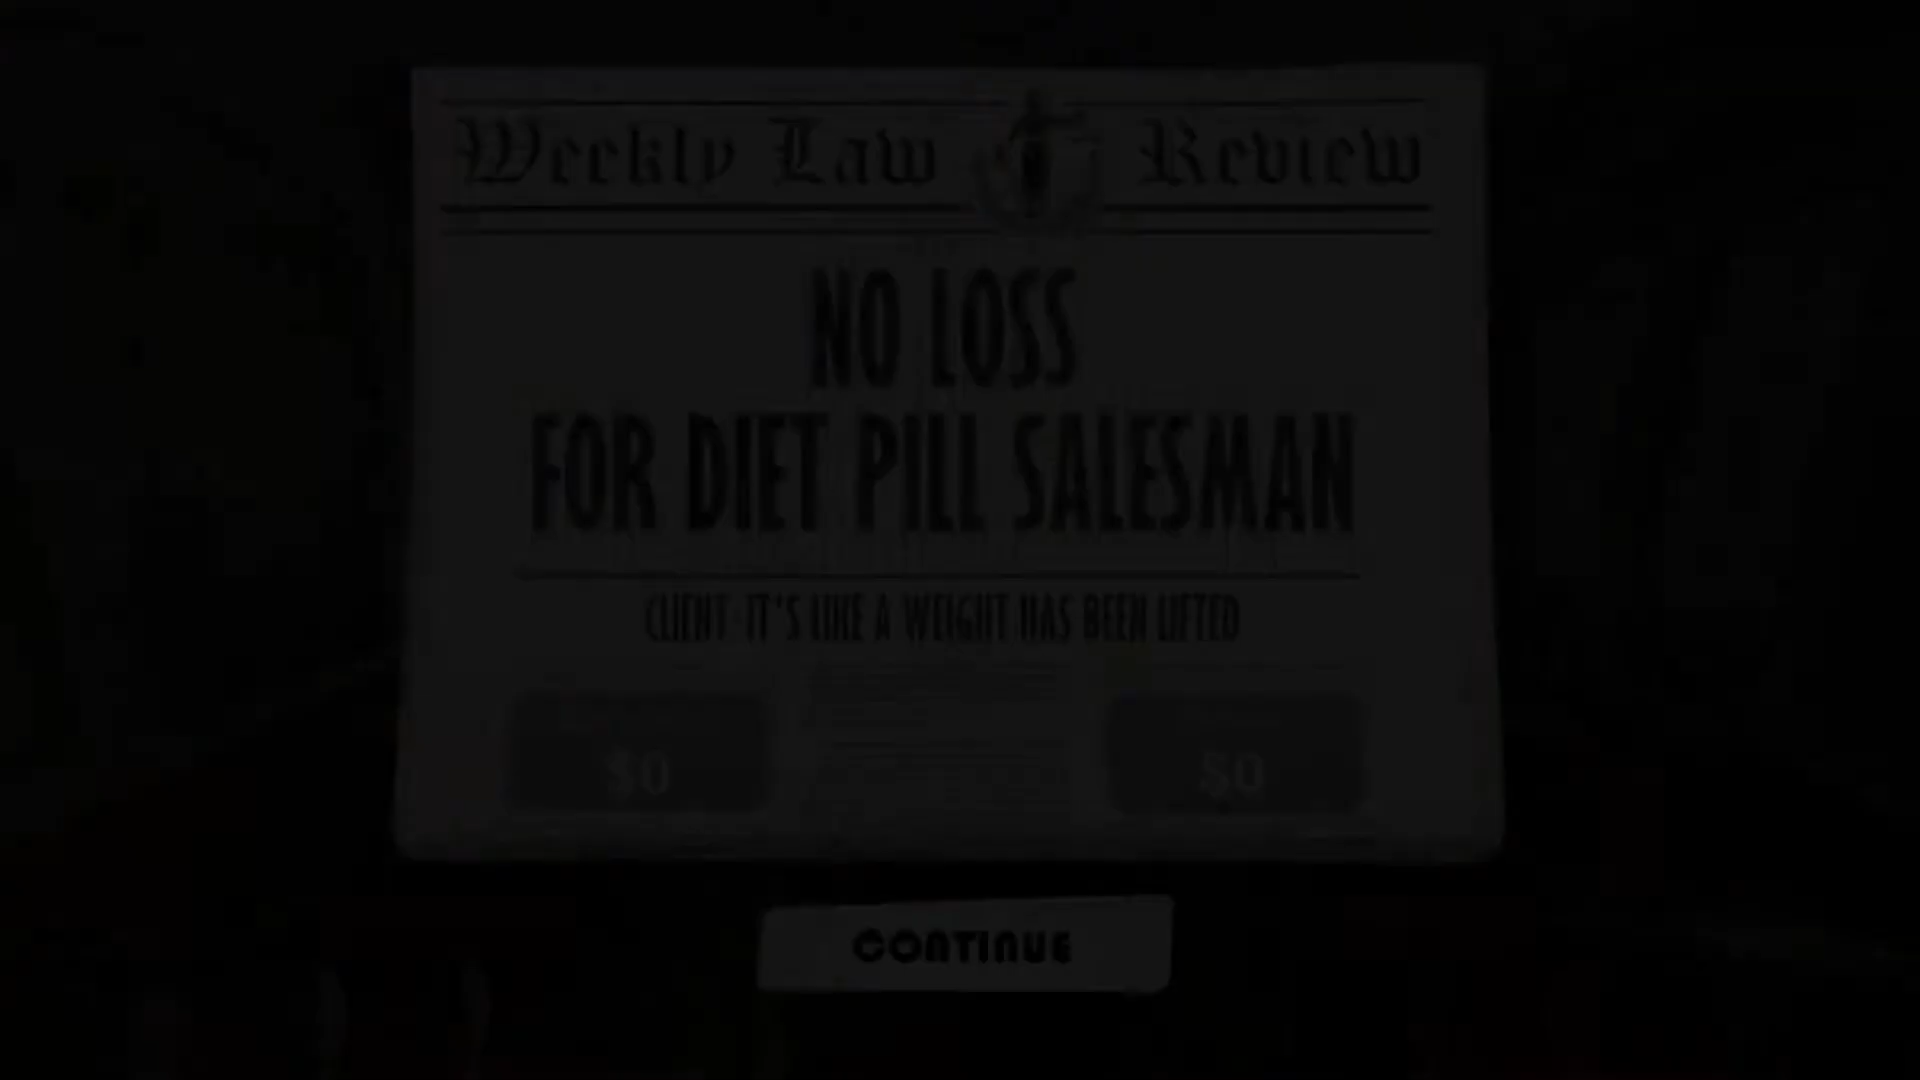 Weekly Law Review
NO LOSS
FOR DIET PILL SALESMAN
CLIENT: IT'S LIKE A WEIGHT HAS BEEN LIFTED
$0 $0
CONTINUE